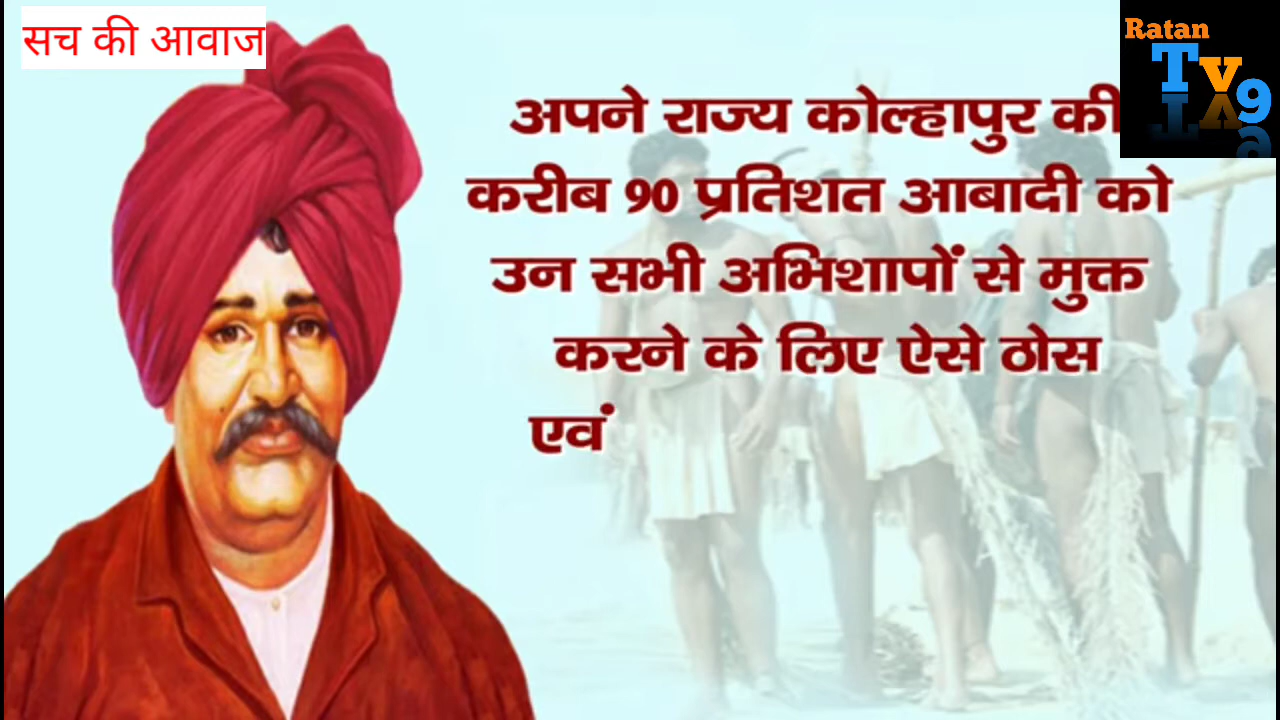 सच की आवाज
Ratan
Tv9
अपने राज्य कोल्हापुर की
करीब 90 प्रतिशत आबादी को
उन सभी अभिशापों से मुक्त
करने के लिए ऐसे ठोस
एवं